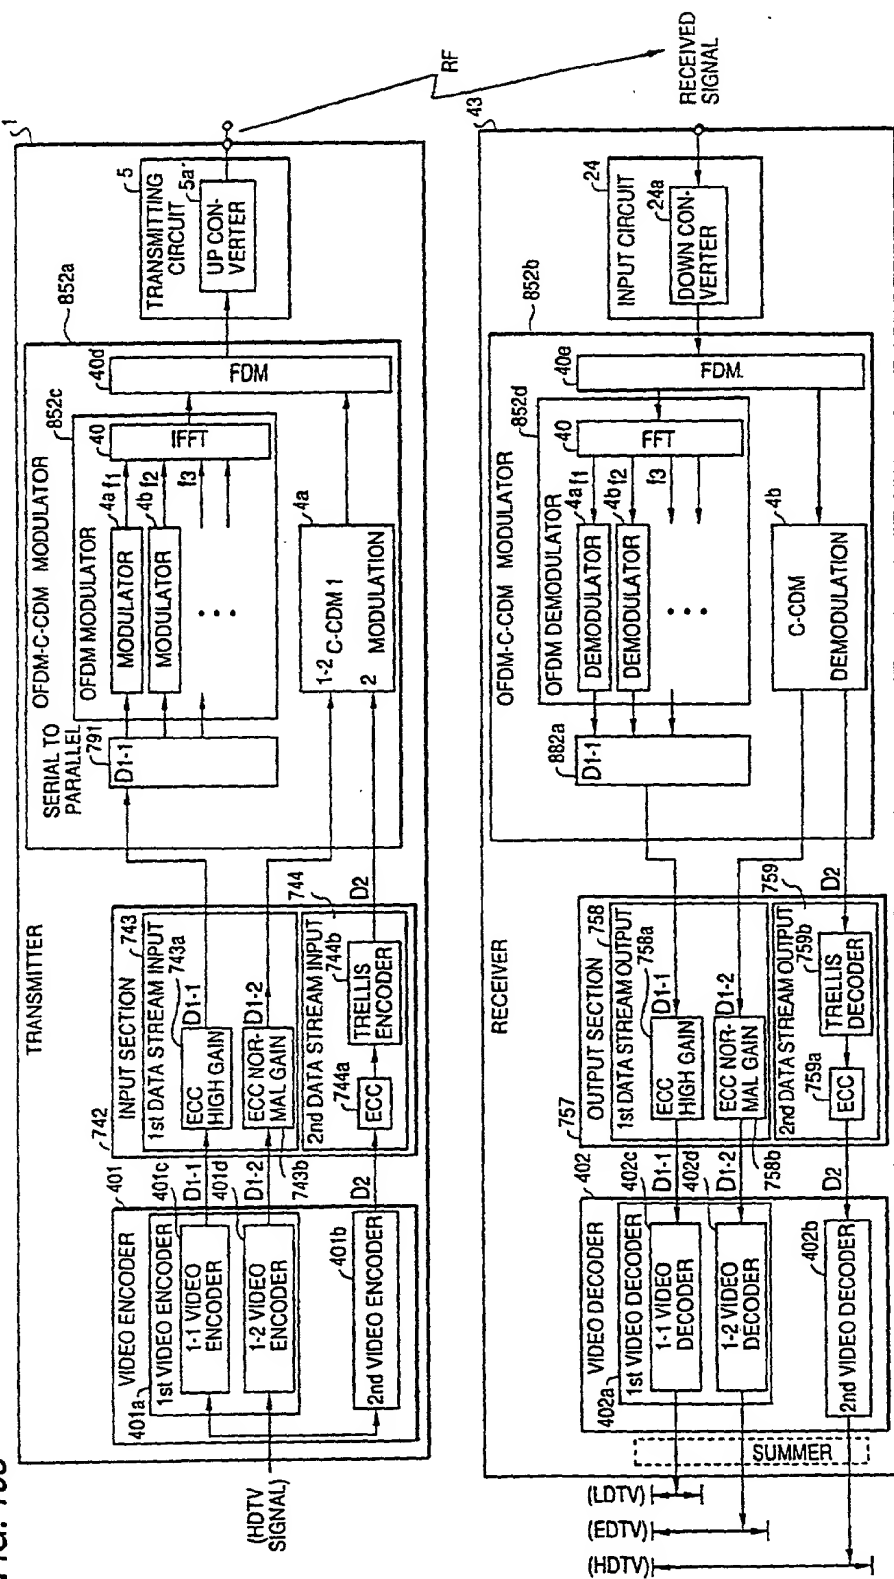 TRANSMITTER
1
(HDTV
SIGNAL)
VIDEO ENCODER
401
401a
1st VIDEO ENCODER
1-1 VIDEO
ENCODER
401c
D1-1
1-2 VIDEO
ENCODER
401d
D1-2
2nd VIDEO ENCODER
401b
D2
742
INPUT SECTION
743
1st DATA STREAM INPUT
743a
ECC
HIGH GAIN
D1-1
ECC NOR-
MAL GAIN
D1-2
743b
2nd DATA STREAM INPUT
744
744a
ECC
744b
TRELLIS
ENCODER
D2
OFDM-C-CDM MODULATOR
852a
SERIAL TO
PARALLEL
791
D1-1
OFDM MODULATOR
852c
MODULATOR
4a
f1
MODULATOR
4b
f2
f3
40
IFFT
1-2
C-CDM 1
2
MODULATION
4a
40d
FDM
TRANSMITTING
CIRCUIT
5
5a
UP CON-
VERTER
RF
RECEIVED
SIGNAL
RECEIVER
43
INPUT CIRCUIT
24
24a
DOWN CON-
VERTER
OFDM-C-CDM MODULATOR
852b
40e
FDM.
OFDM DEMODULATOR
852d
40
FFT
DEMODULATOR
4a
f1
DEMODULATOR
4b
f2
f3
882a
D1-1
C-CDM
DEMODULATION
4b
757
OUTPUT SECTION
758
1st DATA STREAM OUTPUT
758a
ECC
HIGH GAIN
D1-1
ECC NOR-
MAL GAIN
D1-2
758b
2nd DATA STREAM OUTPUT
759
759a
ECC
759b
TRELLIS
DECODER
D2
VIDEO DECODER
402
402a
1st VIDEO DECODER
1-1 VIDEO
DECODER
402c
D1-1
1-2 VIDEO
DECODER
402d
D1-2
2nd VIDEO DECODER
402b
D2
SUMMER
(LDTV)
(EDTV)
(HDTV)